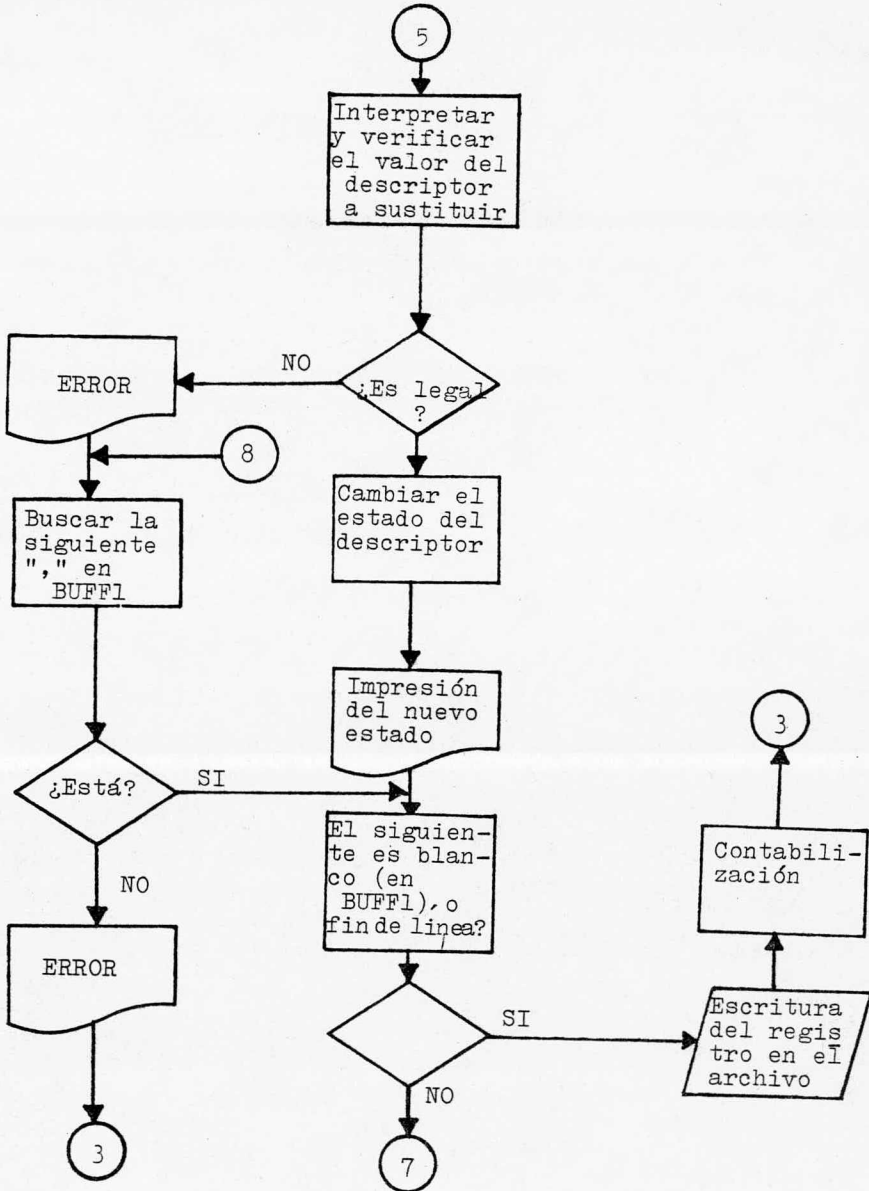 5
Interpretar
y verificar
el valor del
descriptor
a sustituir
NO
¿Es legal
?
ERROR
8
Cambiar el
estado del
descriptor
Buscar la
siguiente
"," en
BUFF1
Impresión
del nuevo
estado
3
¿Está?
SI
El siguien-
te es blan-
co (en
BUFF1), o
fin de linea?
Contabili-
zación
NO
ERROR
SI
Escritura
del regis
tro en el
archivo
NO
3
7